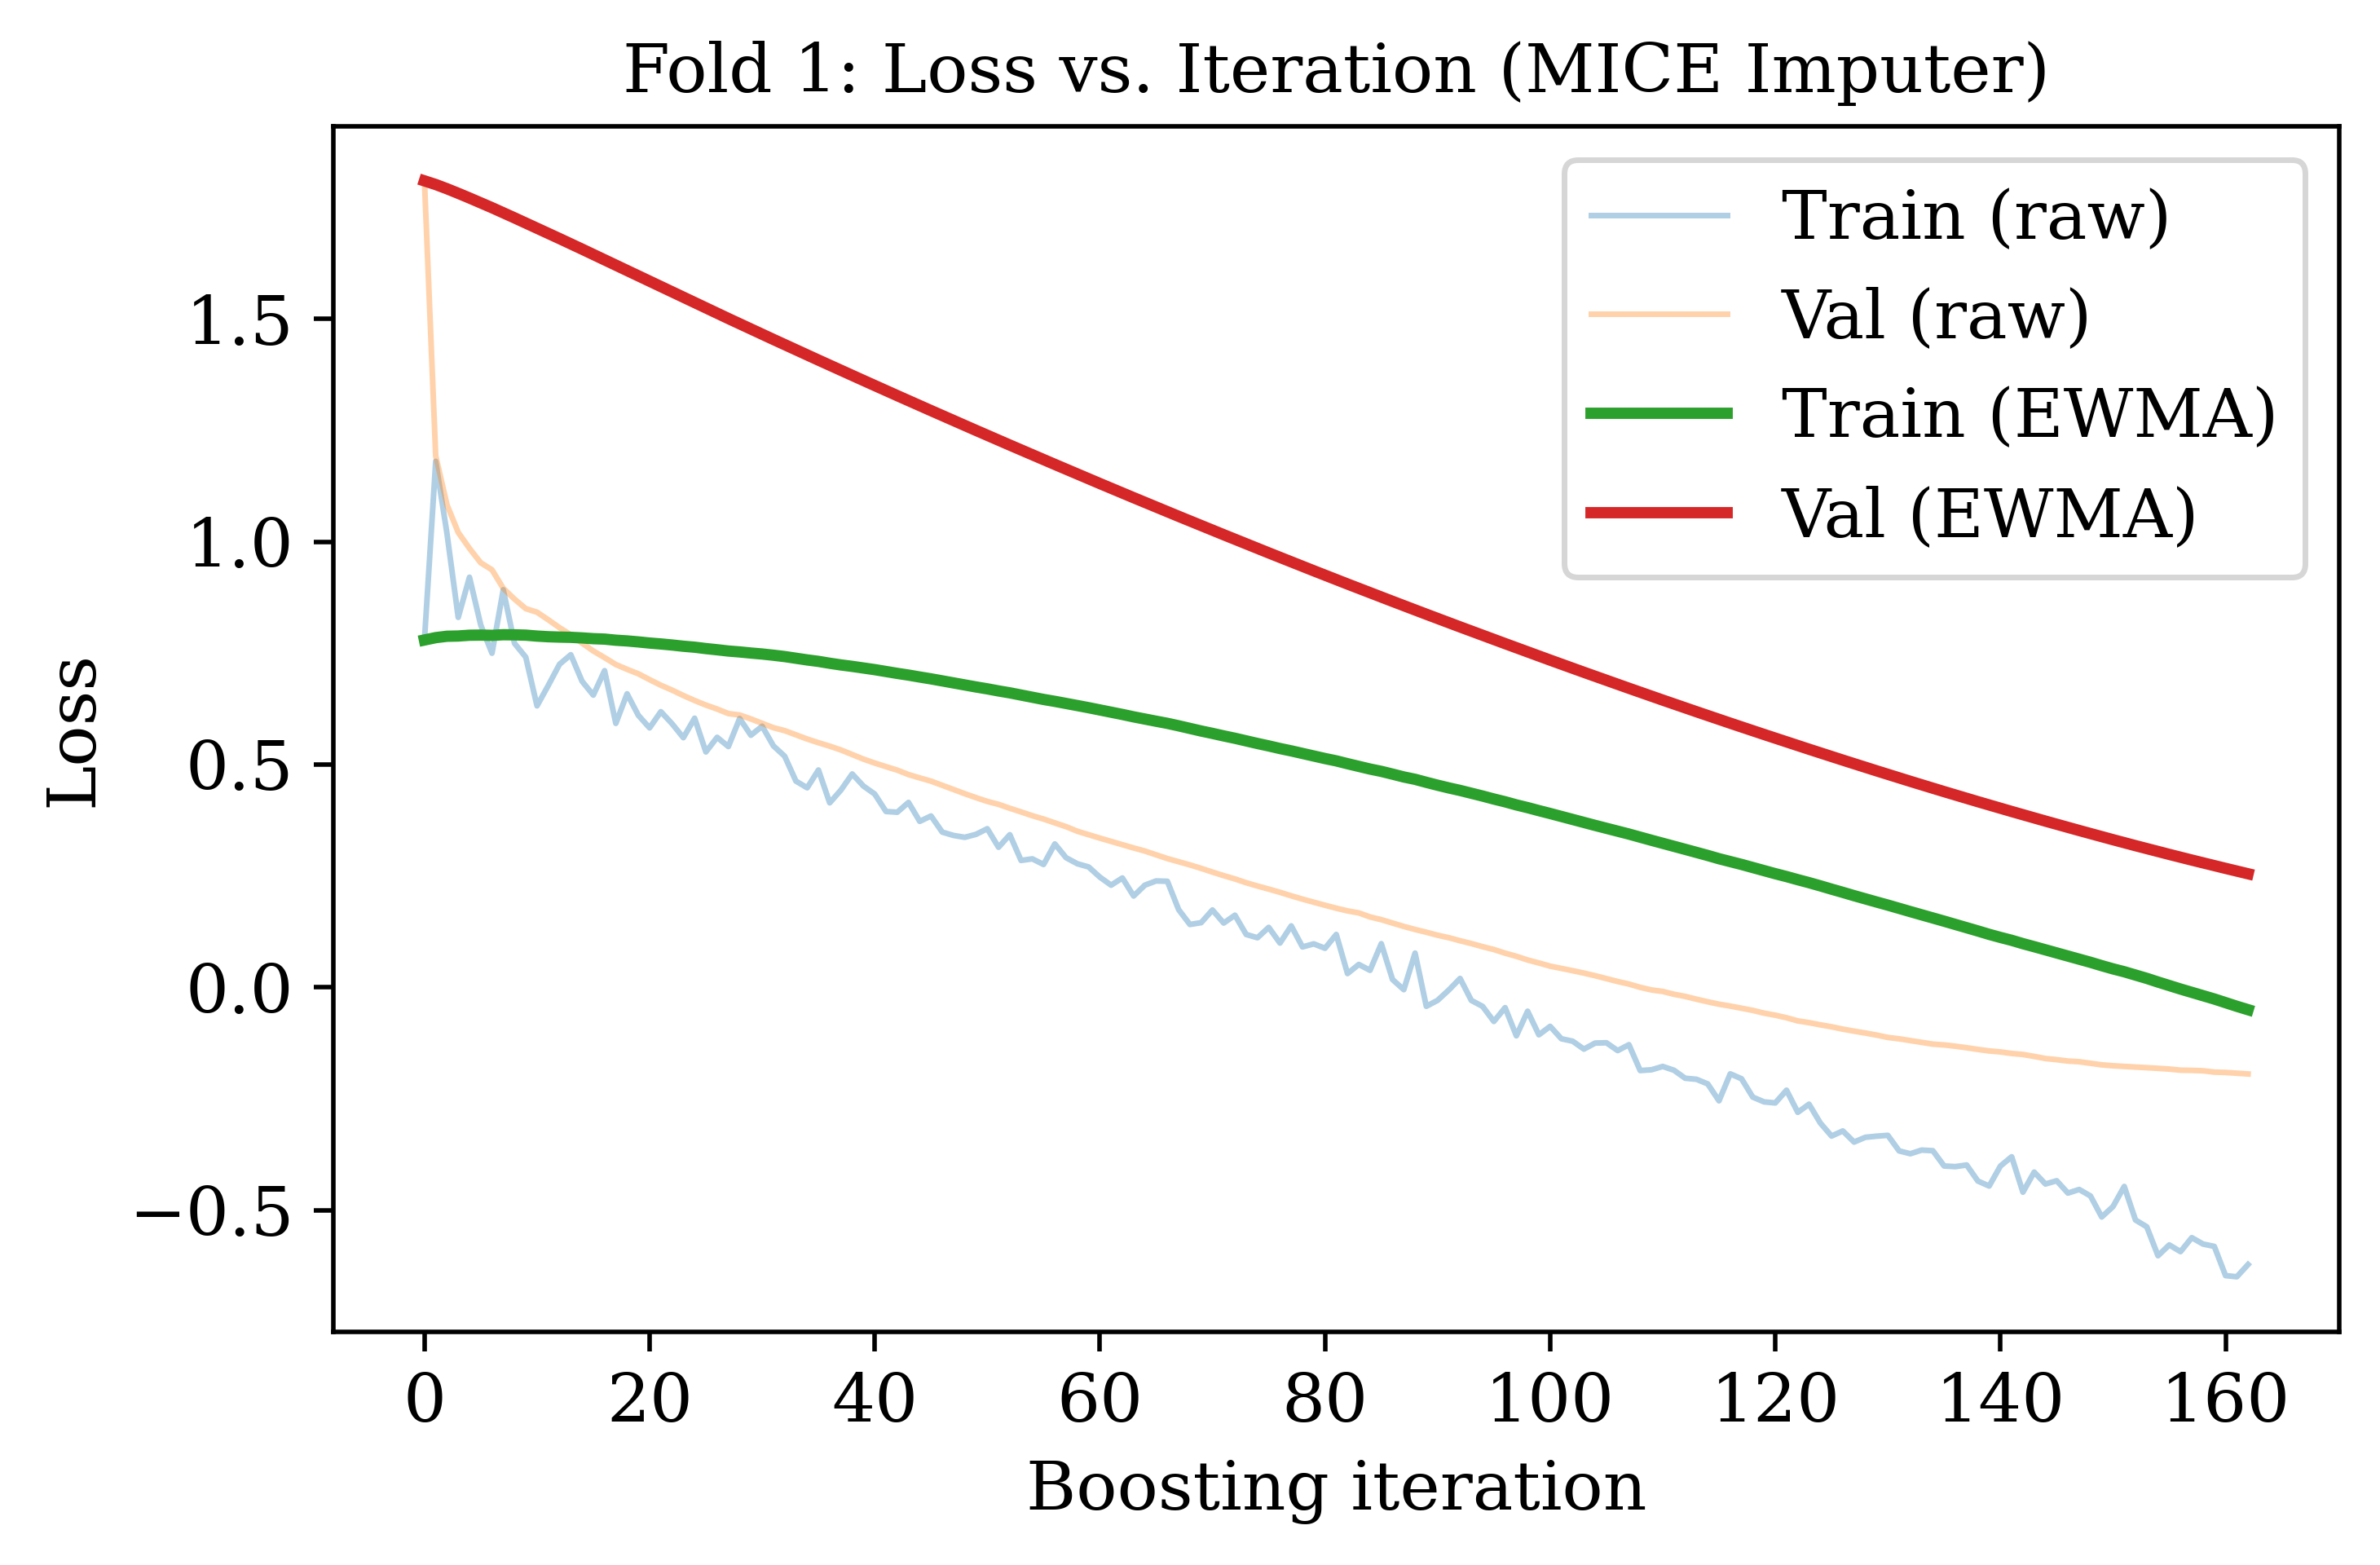 Fold 1: Loss vs. Iteration (MICE Imputer)
Train (raw)
Val (raw)
Train (EWMA)
Val (EWMA)
1.5
1.0
0.5
0.0
−0.5
Loss
0 20 40 60 80 100 120 140 160
Boosting iteration